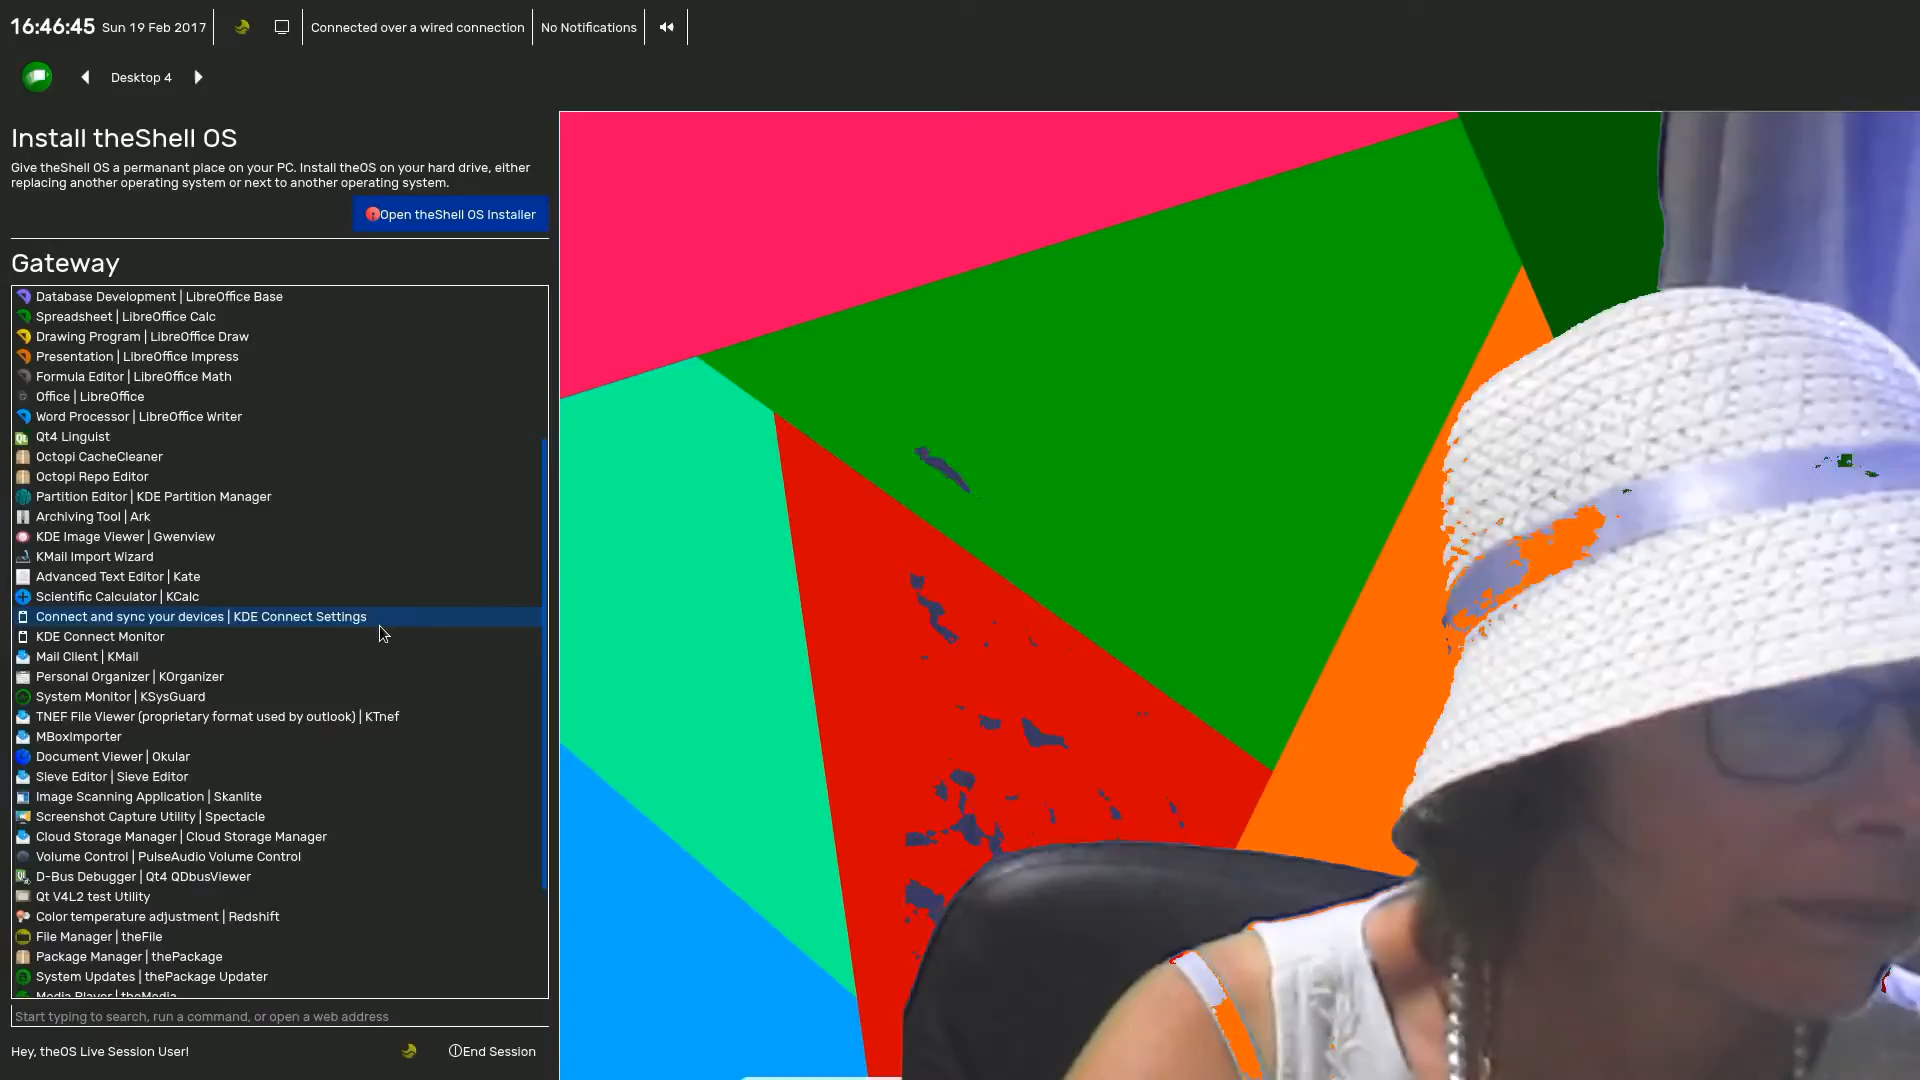 16:46:45 Sun 19 Feb 2017 Connected over a wired connection No Notifications
Desktop 4
Install theShell OS
Give theShell OS a permanant place on your PC. Install theOS on your hard drive, either
replacing another operating system or next to another operating system.
Open theShell OS Installer
Gateway
Database Development | LibreOffice Base
Spreadsheet | LibreOffice Calc
Drawing Program | LibreOffice Draw
Presentation | LibreOffice Impress
Formula Editor | LibreOffice Math
Office | LibreOffice
Word Processor | LibreOffice Writer
Qt4 Linguist
Octopi CacheCleaner
Octopi Repo Editor
Partition Editor | KDE Partition Manager
Archiving Tool | Ark
KDE Image Viewer | Gwenview
KMail Import Wizard
Advanced Text Editor | Kate
Scientific Calculator | KCalc
Connect and sync your devices | KDE Connect Settings
KDE Connect Monitor
Mail Client | KMail
Personal Organizer | KOrganizer
System Monitor | KSysGuard
TNEF File Viewer (proprietary format used by outlook) | KTnef
MBoxImporter
Document Viewer | Okular
Sieve Editor | Sieve Editor
Image Scanning Application | Skanlite
Screenshot Capture Utility | Spectacle
Cloud Storage Manager | Cloud Storage Manager
Volume Control | PulseAudio Volume Control
D-Bus Debugger | Qt4 QDbusViewer
Qt V4L2 test Utility
Color temperature adjustment | Redshift
File Manager | theFile
Package Manager | thePackage
System Updates | thePackage Updater
Media Player | theMedia
Start typing to search, run a command, or open a web address
Hey, theOS Live Session User! End Session